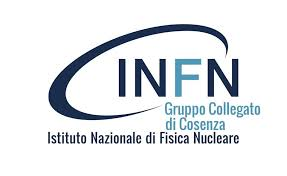 INFN
Gruppo Collegato
di Cosenza
Istituto Nazionale di Fisica Nucleare